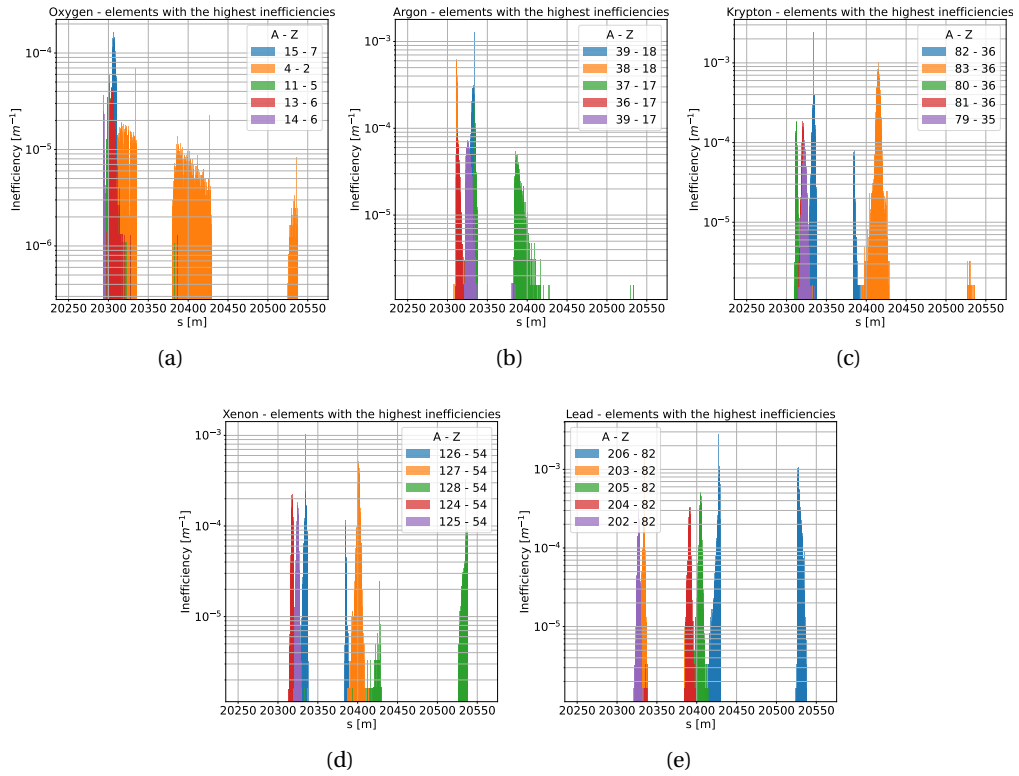 Oxygen - elements with the highest inefficiencies
A - Z
15 - 7
4 - 2
11 - 5
13 - 6
14 - 6
10⁻⁴
10⁻⁵
10⁻⁶
Inefficiency [m⁻¹]
20250 20300 20350 20400 20450 20500 20550
s [m]
(a)
Argon - elements with the highest inefficiencies
A - Z
39 - 18
38 - 18
37 - 17
36 - 17
39 - 17
10⁻³
10⁻⁴
10⁻⁵
Inefficiency [m⁻¹]
20250 20300 20350 20400 20450 20500 20550
s [m]
(b)
Krypton - elements with the highest inefficiencies
A - Z
82 - 36
83 - 36
80 - 36
81 - 36
79 - 35
10⁻³
10⁻⁴
10⁻⁵
Inefficiency [m⁻¹]
20250 20300 20350 20400 20450 20500 20550
s [m]
(c)
Xenon - elements with the highest inefficiencies
A - Z
126 - 54
127 - 54
128 - 54
124 - 54
125 - 54
10⁻³
10⁻⁴
10⁻⁵
Inefficiency [m⁻¹]
20250 20300 20350 20400 20450 20500 20550
s [m]
(d)
Lead - elements with the highest inefficiencies
A - Z
206 - 82
203 - 82
205 - 82
204 - 82
202 - 82
10⁻³
10⁻⁴
10⁻⁵
Inefficiency [m⁻¹]
20250 20300 20350 20400 20450 20500 20550
s [m]
(e)